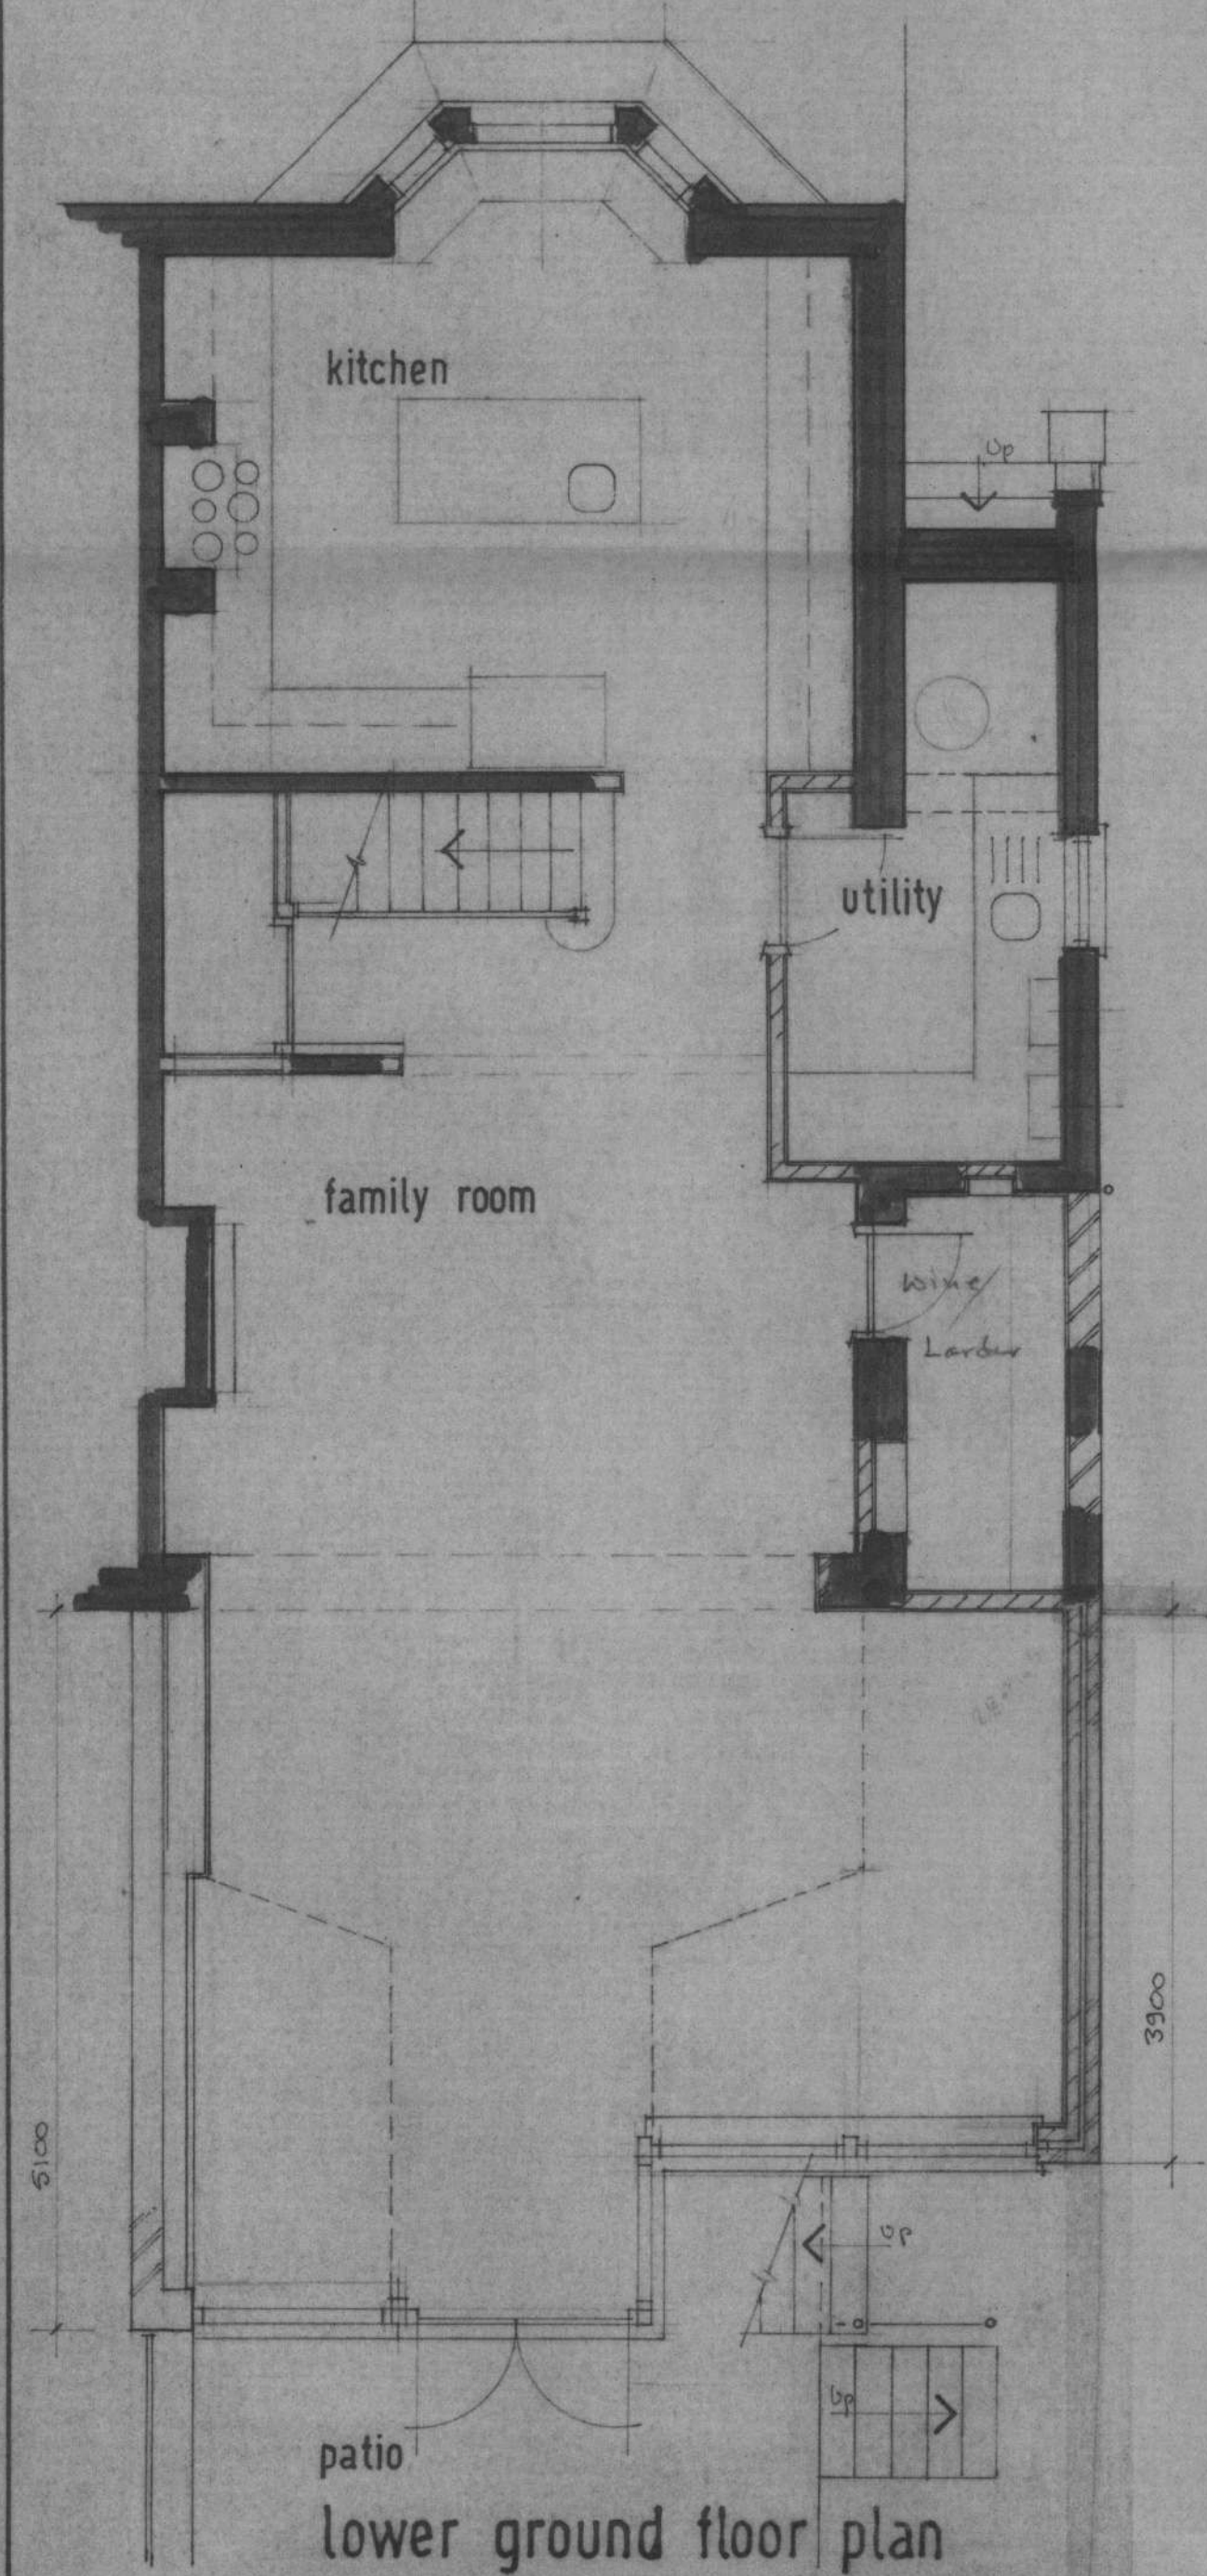 kitchen
Up
utility
family room
Wine/
Larder
3900
5100
Up
Up
patio
lower ground floor plan